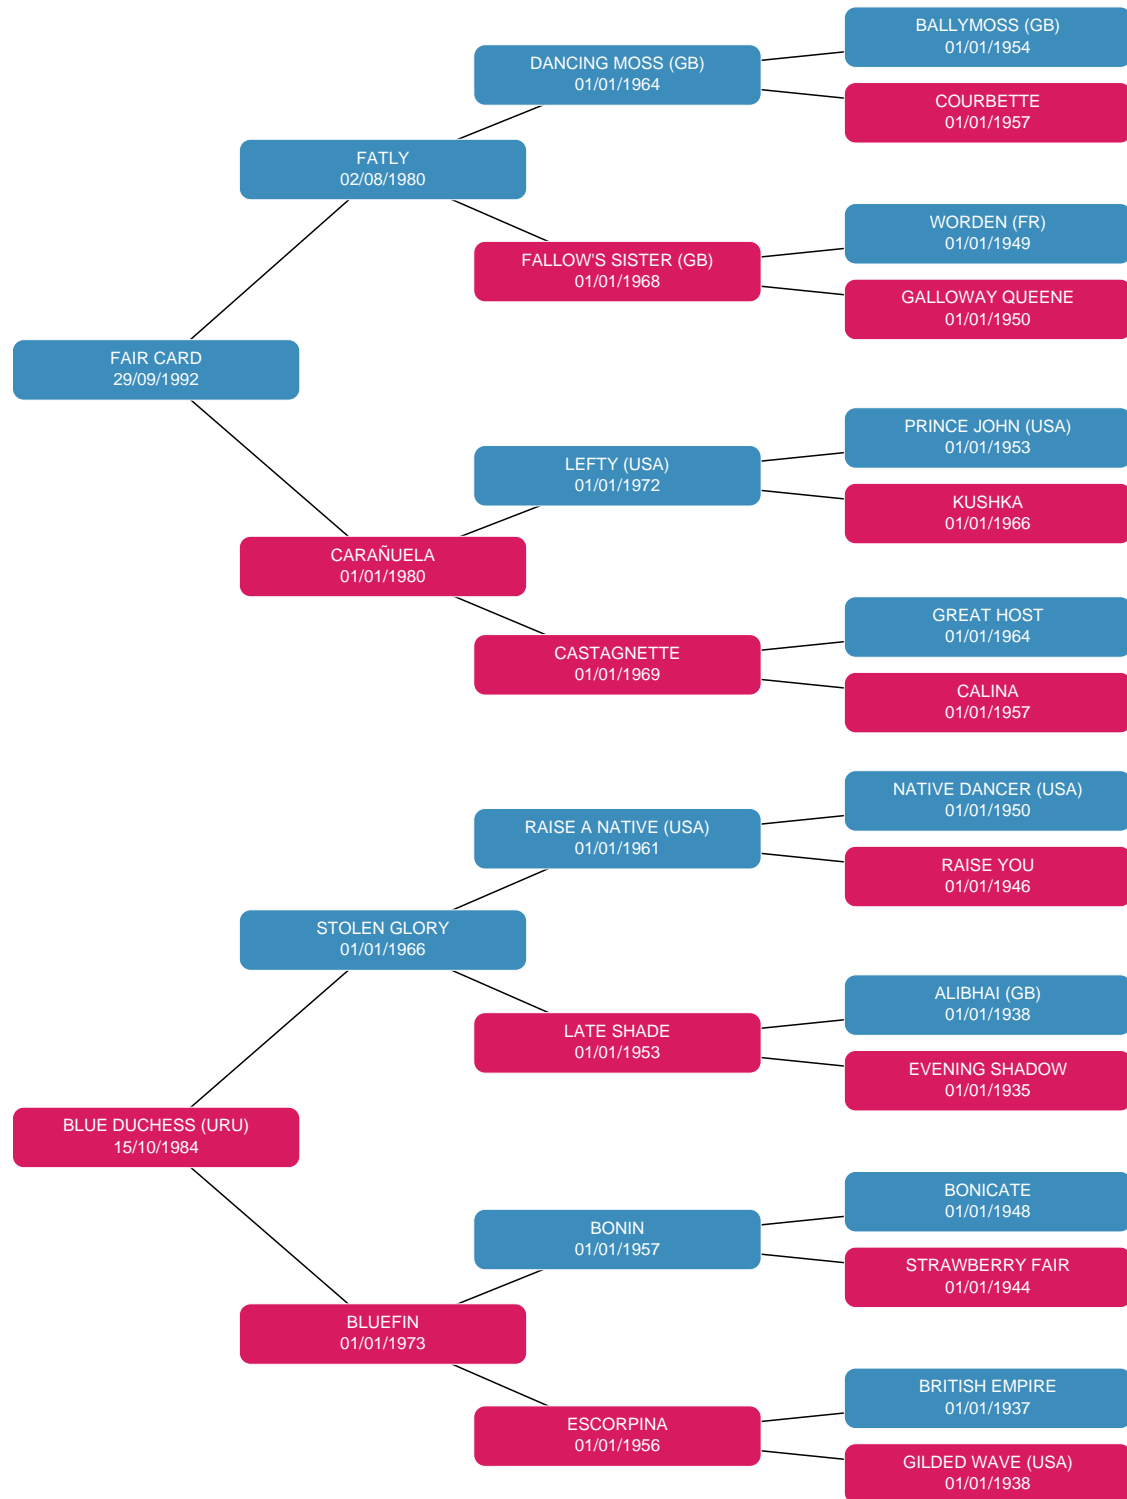 BALLYMOSS (GB)
01/01/1954
DANCING MOSS (GB)
01/01/1964
COURBETTE
01/01/1957
FATLY
02/08/1980
WORDEN (FR)
01/01/1949
FALLOW'S SISTER (GB)
01/01/1968
GALLOWAY QUEENE
01/01/1950
FAIR CARD
29/09/1992
PRINCE JOHN (USA)
01/01/1953
LEFTY (USA)
01/01/1972
KUSHKA
01/01/1966
CARAÑUELA
01/01/1980
GREAT HOST
01/01/1964
CASTAGNETTE
01/01/1969
CALINA
01/01/1957
NATIVE DANCER (USA)
01/01/1950
RAISE A NATIVE (USA)
01/01/1961
RAISE YOU
01/01/1946
STOLEN GLORY
01/01/1966
ALIBHAI (GB)
01/01/1938
LATE SHADE
01/01/1953
EVENING SHADOW
01/01/1935
BLUE DUCHESS (URU)
15/10/1984
BONICATE
01/01/1948
BONIN
01/01/1957
STRAWBERRY FAIR
01/01/1944
BLUEFIN
01/01/1973
BRITISH EMPIRE
01/01/1937
ESCORPINA
01/01/1956
GILDED WAVE (USA)
01/01/1938